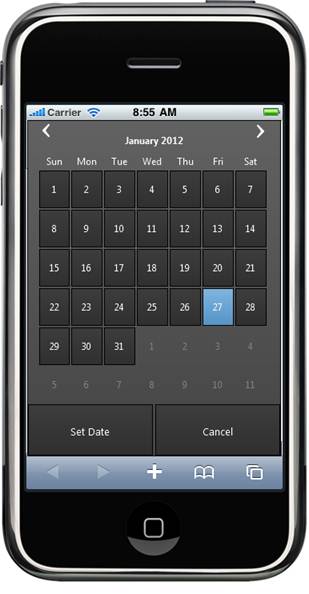 Carrier 8:55 AM
January 2012
Sun Mon Tue Wed Thu Fri Sat
1 2 3 4 5 6 7
8 9 10 11 12 13 14
15 16 17 18 19 20 21
22 23 24 25 26 27 28
29 30 31 1 2 3 4
5 6 7 8 9 10 11
Set Date Cancel